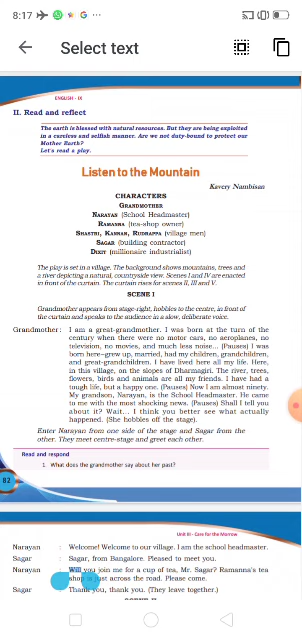 8:17
Select text
ENGLISH - IX
II. Read and reflect
The earth is blessed with natural resources. But they are being exploited
in a careless and selfish manner. Are we not duty-bound to protect our
Mother Earth?
Let's read a play.
Listen to the Mountain
Kavery Nambisan
CHARACTERS
GRANDMOTHER
NARAYAN (School Headmaster)
RAMANNA (tea-shop owner)
SHASTRI, KANNAN, RUDRAPPA (village men)
SAGAR (building contractor)
DIXIT (millionaire industrialist)
The play is set in a village. The background shows mountains, trees and
a river depicting a natural, countryside view. Scenes I and IV are enacted
in front of the curtain. The curtain rises for scenes II, III and V.
SCENE I
Grandmother appears from stage-right, hobbles to the centre, in front of
the curtain and speaks to the audience in a slow, deliberate voice.
Grandmother : I am a great-grandmother. I was born at the turn of the
century when there were no motor cars, no aeroplanes, no
television, no movies, and much less noise... (Pauses) I was
born here–grew up, married, had my children, grandchildren,
and great-grandchildren. I have lived here all my life. Here,
in this village, on the slopes of Dharmagiri. The river, trees,
flowers, birds and animals are all my friends. I have had a
tough life, but a happy one. (Pauses) Now I am almost ninety.
My grandson, Narayan, is the School Headmaster. He came
to me with the most shocking news. (Pauses) Shall I tell you
about it? Wait... I think you better see what actually
happened. (She hobbles off the stage).
Enter Narayan from one side of the stage and Sagar from the
other. They meet centre-stage and greet each other.
Read and respond
1. What does the grandmother say about her past?
82
Unit III - Care for the Morrow
Narayan : Welcome! Welcome to our village. I am the school headmaster.
Sagar : Sagar, from Bangalore. Pleased to meet you.
Narayan : Will you join me for a cup of tea, Mr. Sagar? Ramanna's tea
shop is just across the road. Please come.
Sagar : Thank you, thank you. (They leave together.)